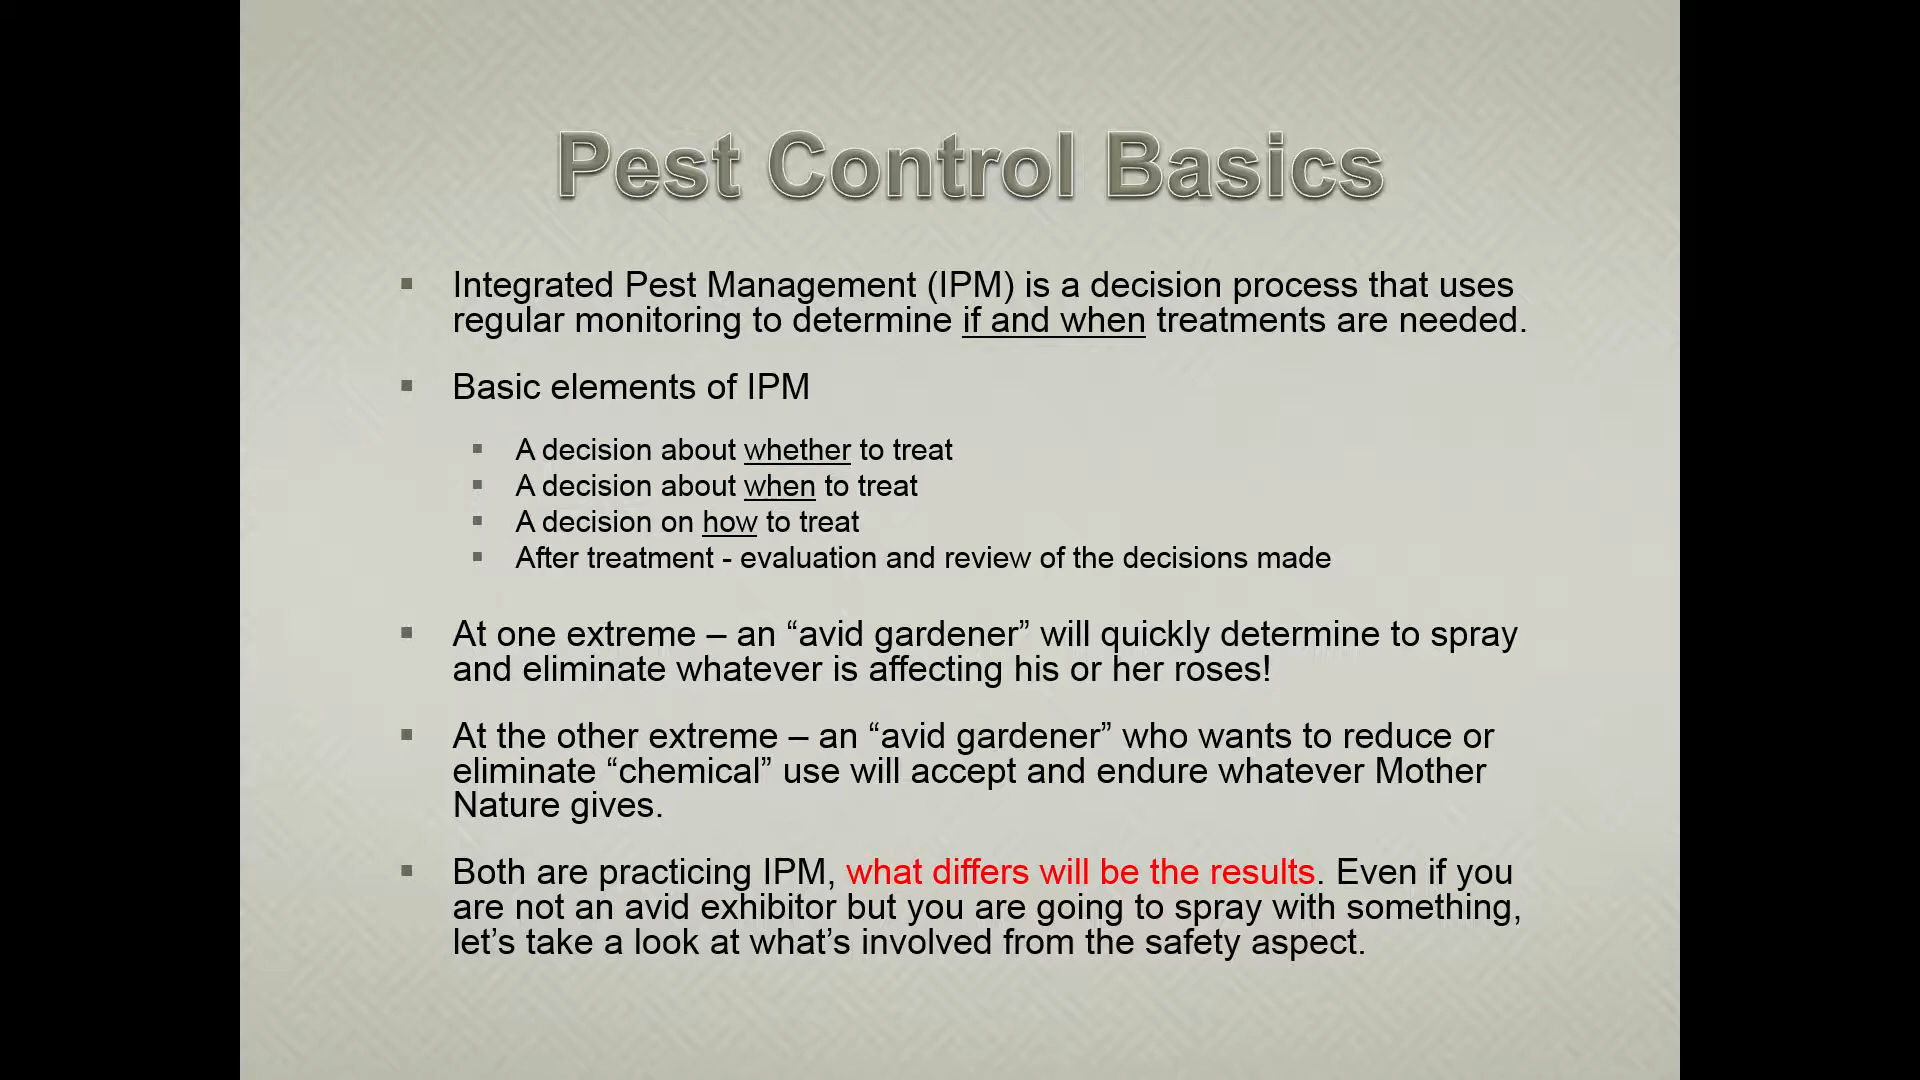 Pest Control Basics
Integrated Pest Management (IPM) is a decision process that uses
regular monitoring to determine if and when treatments are needed.
Basic elements of IPM
A decision about whether to treat
A decision about when to treat
A decision on how to treat
After treatment - evaluation and review of the decisions made
At one extreme – an “avid gardener” will quickly determine to spray
and eliminate whatever is affecting his or her roses!
At the other extreme – an “avid gardener” who wants to reduce or
eliminate “chemical” use will accept and endure whatever Mother
Nature gives.
Both are practicing IPM, what differs will be the results. Even if you
are not an avid exhibitor but you are going to spray with something,
let’s take a look at what’s involved from the safety aspect.